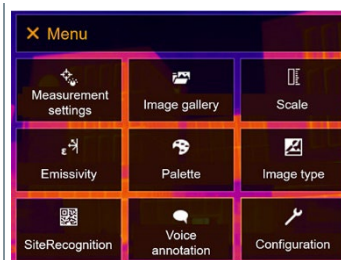 Menu
Measurement
settings
Image gallery
Scale
Emissivity
Palette
Image type
SiteRecognition
Voice
annotation
Configuration